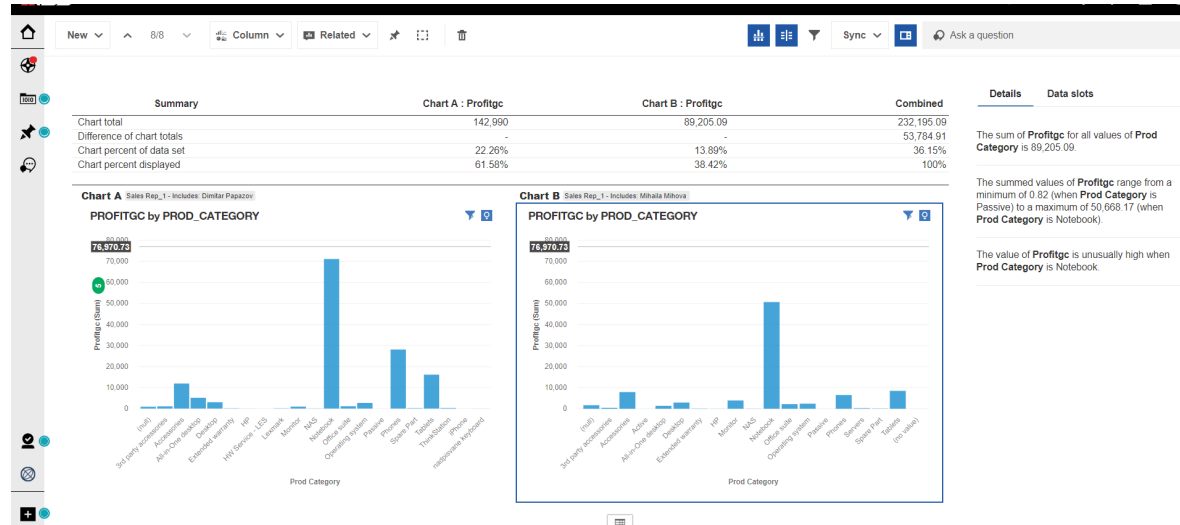 New
8/8
Column
Related
Sync
Ask a question
Details Data slots
Summary Chart A : Profitgc Chart B : Profitgc Combined
Chart total 142,990 89,205.09 232,195.09
Difference of chart totals - - 53,784.91
Chart percent of data set 22.26% 13.89% 36.15%
Chart percent displayed 61.58% 38.42% 100%
The sum of Profitgc for all values of Prod
Category is 89,205.09.
The summed values of Profitgc range from a
minimum of 0.82 (when Prod Category is
Passive) to a maximum of 50,668.17 (when
Prod Category is Notebook).
The value of Profitgc is unusually high when
Prod Category is Notebook.
Chart A Sales Rep_1 - Includes: Dimitar Papazov
PROFITGC by PROD_CATEGORY
80,000
76,970.73
70,000
60,000
50,000
40,000
30,000
20,000
10,000
0
Profitgc (Sum)
(null)
3rd party accessories
Accessories
All-in-One desktop
Desktop
Extended warranty
HP
HW Service - LES
Lexmark
Monitor
NAS
Notebook
Office suite
Operating system
Passive
Phones
Spare Part
Tablets
ThinkStation
iPhone
nadprevane keyboard
Prod Category
Chart B Sales Rep_1 - Includes: Mihaila Mihova
PROFITGC by PROD_CATEGORY
80,000
76,970.73
70,000
60,000
50,000
40,000
30,000
20,000
10,000
0
Profitgc (Sum)
(null)
3rd party accessories
Accessories
Active
All-in-One desktop
Desktop
Extended warranty
HP
Monitor
NAS
Notebook
Office suite
Operating system
Passive
Phones
Servers
Spare Part
Tablets
(no value)
Prod Category